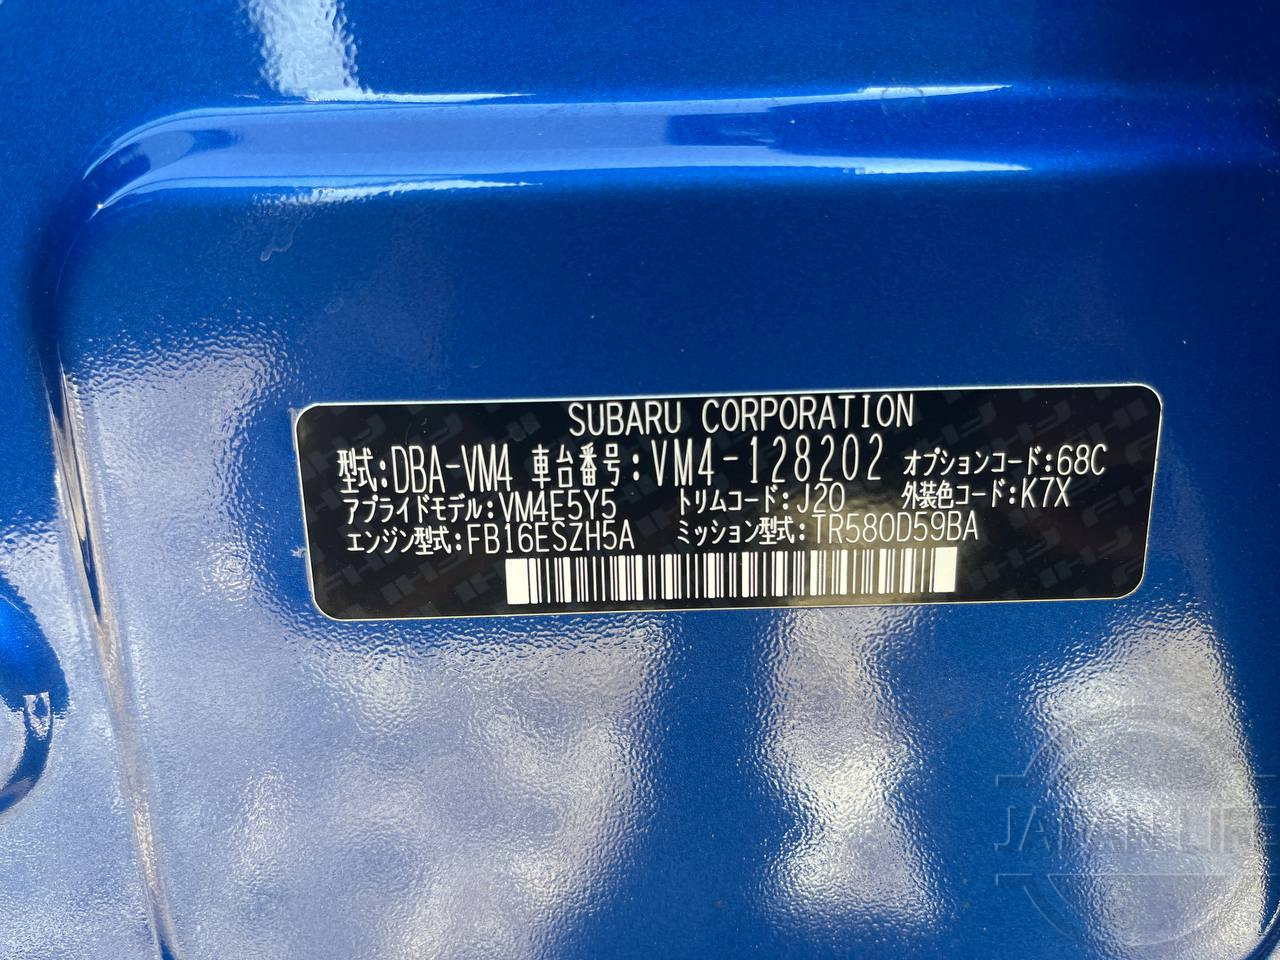 SUBARU CORPORATION
型式:DBA-VM4 車台番号:VM4-128202 オプションコード:68C
アプライドモデル:VM4E5Y5 トリムコード:J20 外装色コード:K7X
エンジン型式:FB16ESZH5A ミッション型式:TR580D59BA
JAPAN LIFE